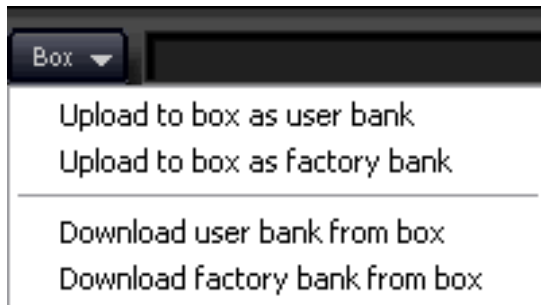 Box
Upload to box as user bank
Upload to box as factory bank
Download user bank from box
Download factory bank from box